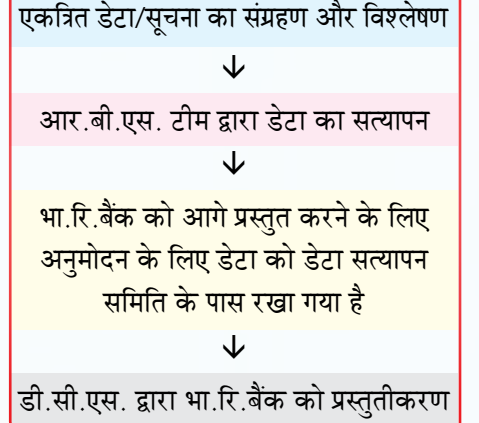 एकत्रित डेटा/सूचना का संग्रहण और विश्लेषण
↓
आर.बी.एस. टीम द्वारा डेटा का सत्यापन
↓
भा.रि.बैंक को आगे प्रस्तुत करने के लिए
अनुमोदन के लिए डेटा को डेटा सत्यापन
समिति के पास रखा गया है
↓
डी.सी.एस. द्वारा भा.रि.बैंक को प्रस्तुतीकरण